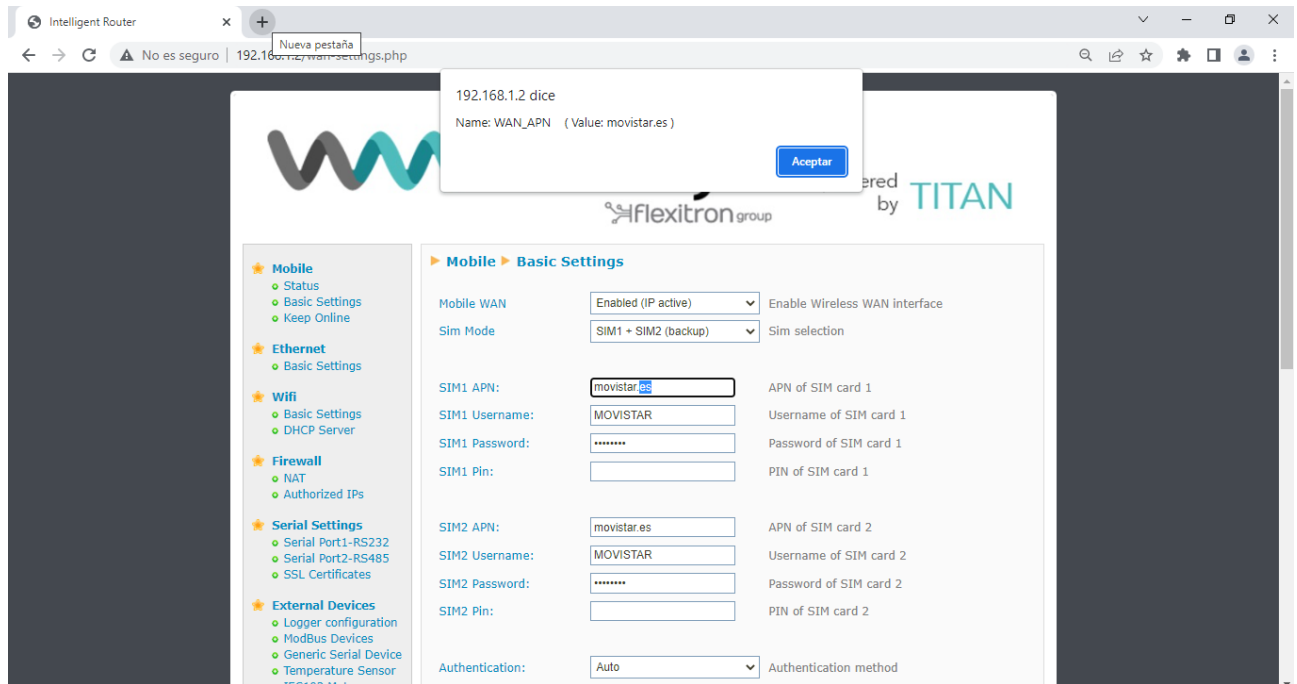 Intelligent Router
Nueva pestaña
No es seguro | 192.168.1.2/wan-settings.php
192.168.1.2 dice
Name: WAN_APN ( Value: movistar.es )
Aceptar
by TITAN
flexitron group
Mobile
Status
Basic Settings
Keep Online
Ethernet
Basic Settings
Wifi
Basic Settings
DHCP Server
Firewall
NAT
Authorized IPs
Serial Settings
Serial Port1-RS232
Serial Port2-RS485
SSL Certificates
External Devices
Logger configuration
ModBus Devices
Generic Serial Device
Temperature Sensor
Mobile Basic Settings
Mobile WAN Enabled (IP active) Enable Wireless WAN interface
Sim Mode SIM1 + SIM2 (backup) Sim selection
SIM1 APN: movistar.es APN of SIM card 1
SIM1 Username: MOVISTAR Username of SIM card 1
SIM1 Password: •••••••• Password of SIM card 1
SIM1 Pin: PIN of SIM card 1
SIM2 APN: movistar.es APN of SIM card 2
SIM2 Username: MOVISTAR Username of SIM card 2
SIM2 Password: •••••••• Password of SIM card 2
SIM2 Pin: PIN of SIM card 2
Authentication: Auto Authentication method